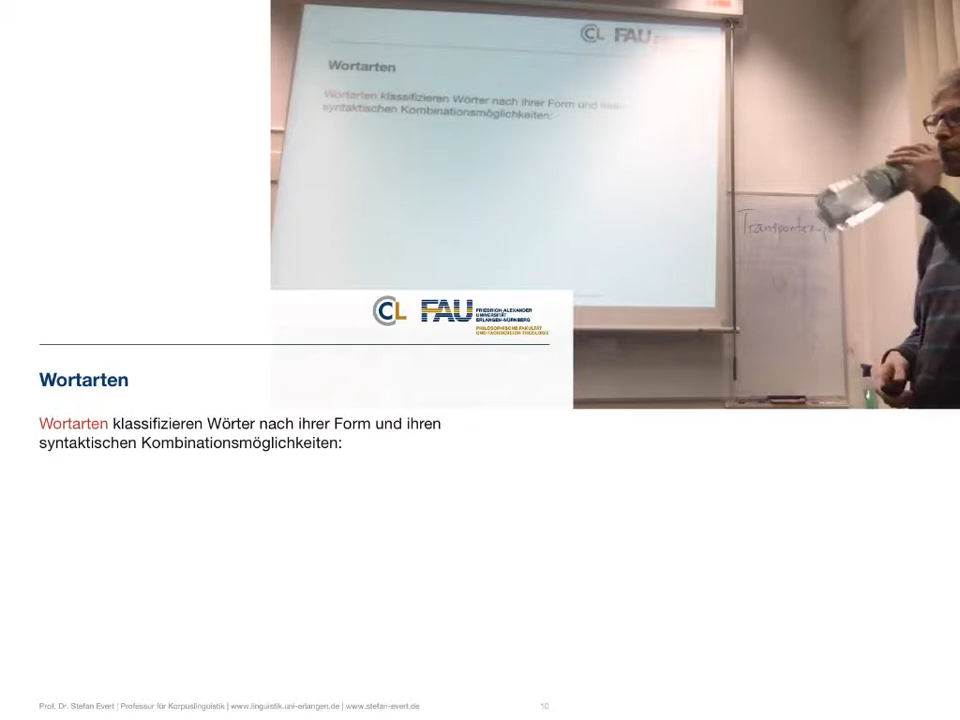 CL FAU
Wortarten
Wortarten klassifizieren Wörter nach ihrer Form und ihren
syntaktischen Kombinationsmöglichkeiten:
CL FAU FRIEDRICH-ALEXANDER
UNIVERSITÄT
ERLANGEN-NÜRNBERG
PHILOSOPHISCHE FAKULTÄT
UND FACHBEREICH THEOLOGIE
Wortarten
Wortarten klassifizieren Wörter nach ihrer Form und ihren
syntaktischen Kombinationsmöglichkeiten:
Prof. Dr. Stefan Evert | Professur für Korpuslinguistik | www.linguistik.uni-erlangen.de | www.stefan-evert.de 10